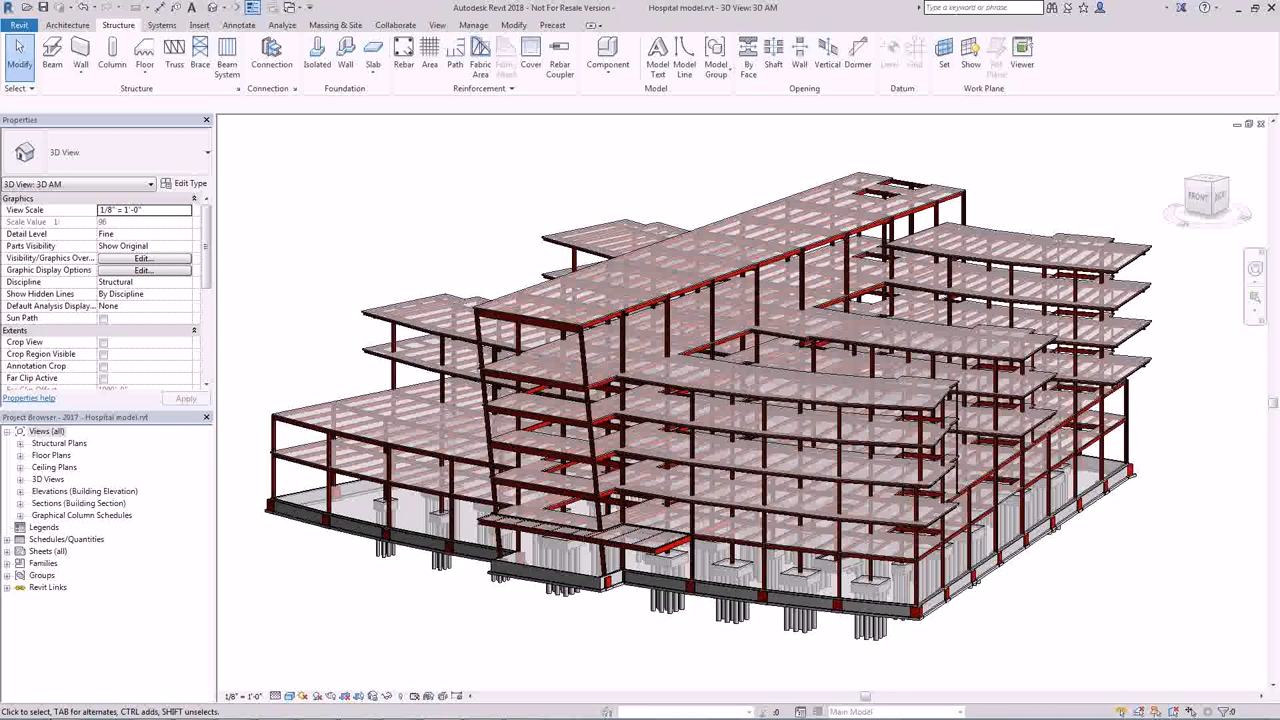 Autodesk Revit 2018 - Not For Resale Version - Hospital model.rvt - 3D View: 3D AM
Type a keyword or phrase
Revit Architecture Structure Systems Insert Annotate Analyze Massing & Site Collaborate View Manage Modify Precast
Modify Beam Wall Column Floor Truss Brace Beam System Connection Isolated Wall Slab Rebar Area Path Fabric Area Cover Rebar Coupler Component Model Text Model Line Model Group By Face Shaft Wall Vertical Dormer Level Grid Set Show Ref Plane Viewer
Select Structure Connection Foundation Reinforcement Model Opening Datum Work Plane
Properties
3D View
3D View: 3D AM Edit Type
Graphics
View Scale 1/8" = 1'-0"
Scale Value 1: 96
Detail Level Fine
Parts Visibility Show Original
Visibility/Graphics Over... Edit...
Graphic Display Options Edit...
Discipline Structural
Show Hidden Lines By Discipline
Default Analysis Display... None
Sun Path
Extents
Crop View
Crop Region Visible
Annotation Crop
Far Clip Active
Properties help Apply
Project Browser - 2017 - Hospital model.rvt
Views (all)
Structural Plans
Floor Plans
Ceiling Plans
3D Views
Elevations (Building Elevation)
Sections (Building Section)
Graphical Column Schedules
Legends
Schedules/Quantities
Sheets (all)
Families
Groups
Revit Links
FRONT
1/8" = 1'-0"
Click to select, TAB for alternates, CTRL adds, SHIFT unselects. :0 Main Model :0